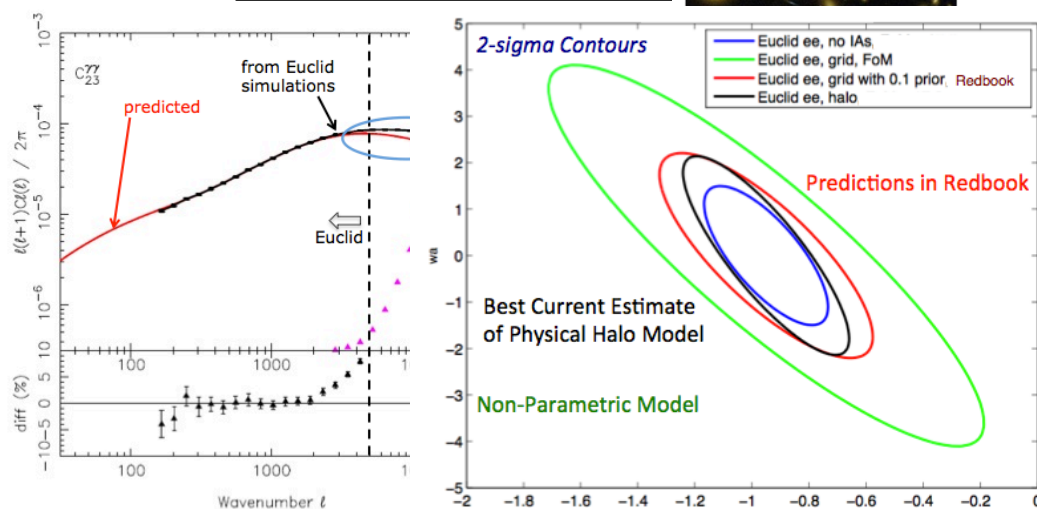 10⁻³
10⁻⁴
10⁻⁵
10⁻⁶
ℓ(ℓ+1)Cℓ(ℓ) / 2π
C₂₃^γγ
predicted
from Euclid
simulations
Euclid
100
1000
10
5
0
-5
-10
diff (%)
100
1000
1
Wavenumber ℓ
2-sigma Contours
Euclid ee, no IAs,
Euclid ee, grid, FoM
Euclid ee, grid with 0.1 prior, Redbook
Euclid ee, halo
Predictions in Redbook
Best Current Estimate
of Physical Halo Model
Non-Parametric Model
wa
5
4
3
2
1
0
-1
-2
-3
-4
-5
-2 -1.8 -1.6 -1.4 -1.2 -1 -0.8 -0.6 -0.4 -0.2 0